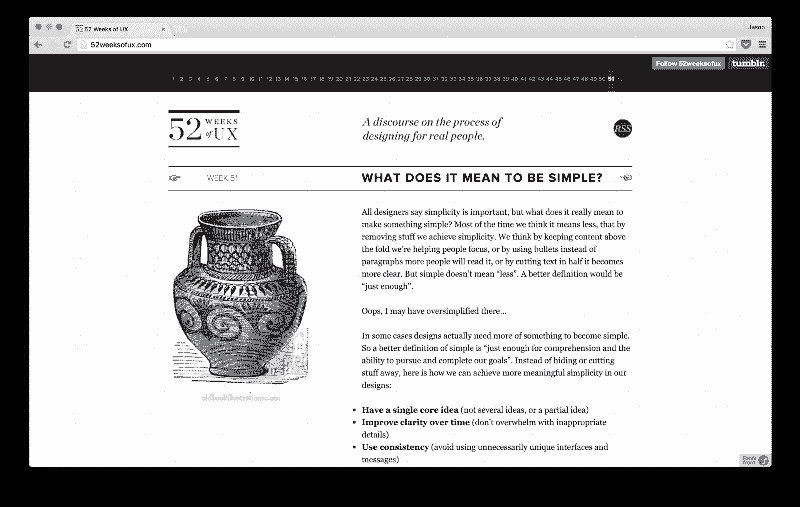 52 Weeks of UX
Jason
52weeksofux.com
Follow 52weeksofux
tumblr.
1 2 3 4 5 6 7 8 9 10 11 12 13 14 15 16 17 18 19 20 21 22 23 24 25 26 27 28 29 30 31 32 33 34 35 36 37 38 39 40 41 42 43 44 45 46 47 48 49 50 51
52 WEEKS of UX
A discourse on the process of
designing for real people.
RSS
WEEK 51
WHAT DOES IT MEAN TO BE SIMPLE?
All designers say simplicity is important, but what does it really mean to
make something simple? Most of the time we think it means less, that by
removing stuff we achieve simplicity. We think by keeping content above
the fold we're helping people focus, or by using bullets instead of
paragraphs more people will read it, or by cutting text in half it becomes
more clear. But simple doesn't mean “less”. A better definition would be
“just enough”.
Oops, I may have oversimplified there...
In some cases designs actually need more of something to become simple.
So a better definition of simple is “just enough for comprehension and the
ability to pursue and complete our goals”. Instead of hiding or cutting
stuff away, here is how we can achieve more meaningful simplicity in our
designs:
▪ Have a single core idea (not several ideas, or a partial idea)
▪ Improve clarity over time (don't overwhelm with inappropriate
details)
▪ Use consistency (avoid using unnecessarily unique interfaces and
messages)